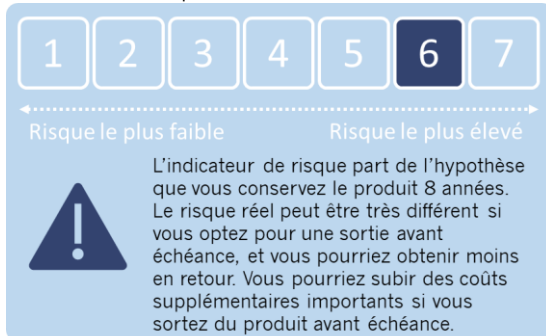 1 2 3 4 5 6 7
Risque le plus faible Risque le plus élevé
L'indicateur de risque part de l'hypothèse
que vous conservez le produit 8 années.
Le risque réel peut être très différent si
vous optez pour une sortie avant
échéance, et vous pourriez obtenir moins
en retour. Vous pourriez subir des coûts
supplémentaires importants si vous
sortez du produit avant échéance.